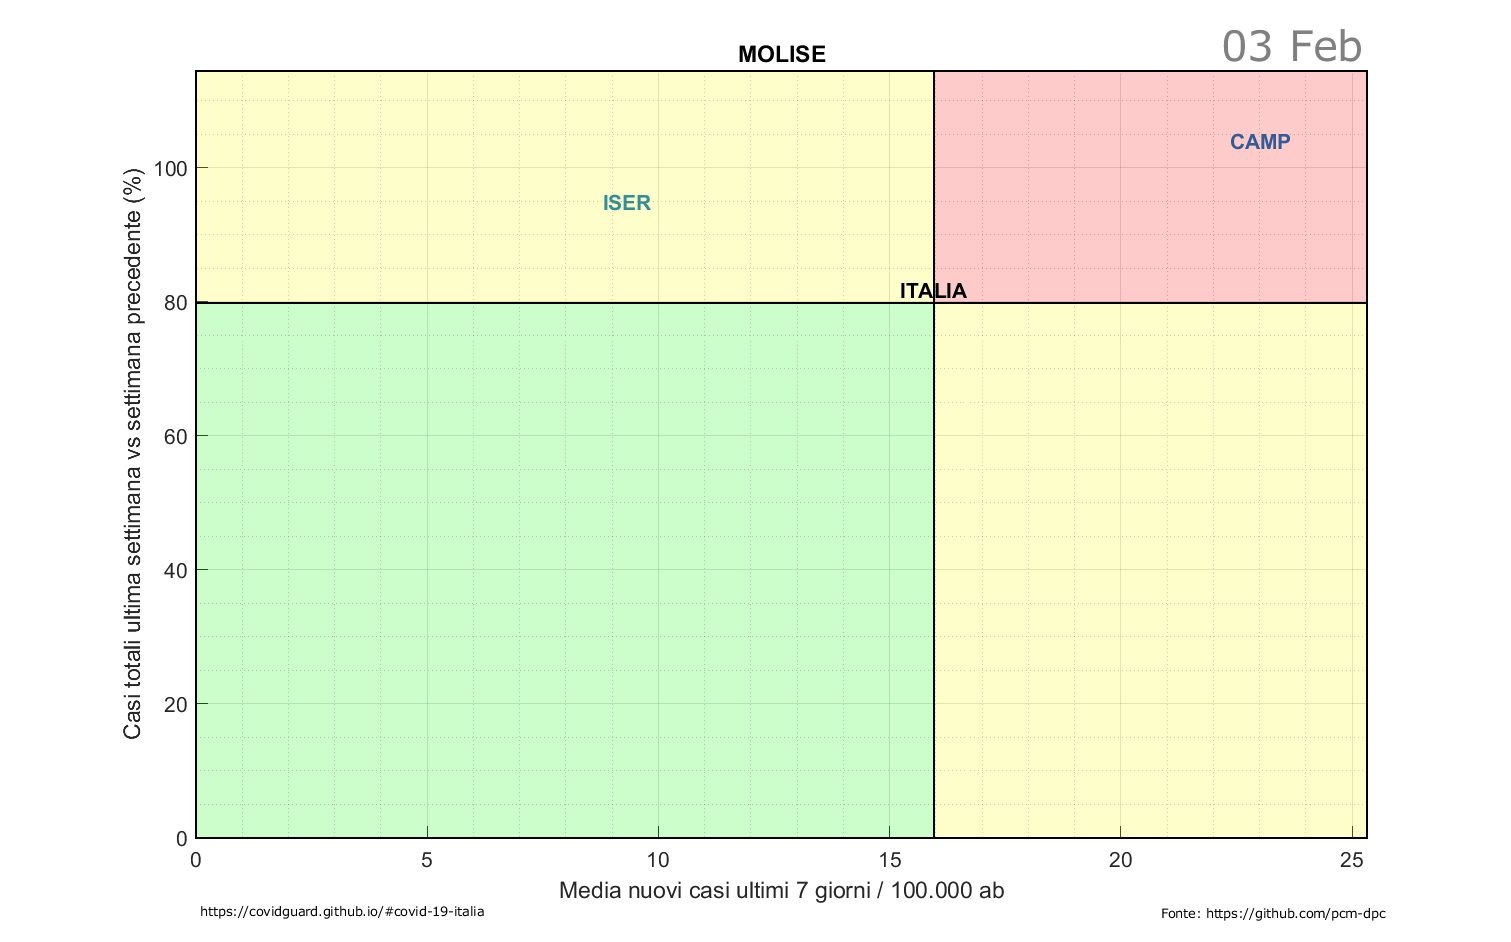 MOLISE
03 Feb
Casi totali ultima settimana vs settimana precedente (%)
100
80
60
40
20
0
CAMP
ISER
ITALIA
0 5 10 15 20 25
Media nuovi casi ultimi 7 giorni / 100.000 ab
https://covidguard.github.io/#covid-19-italia
Fonte: https://github.com/pcm-dpc